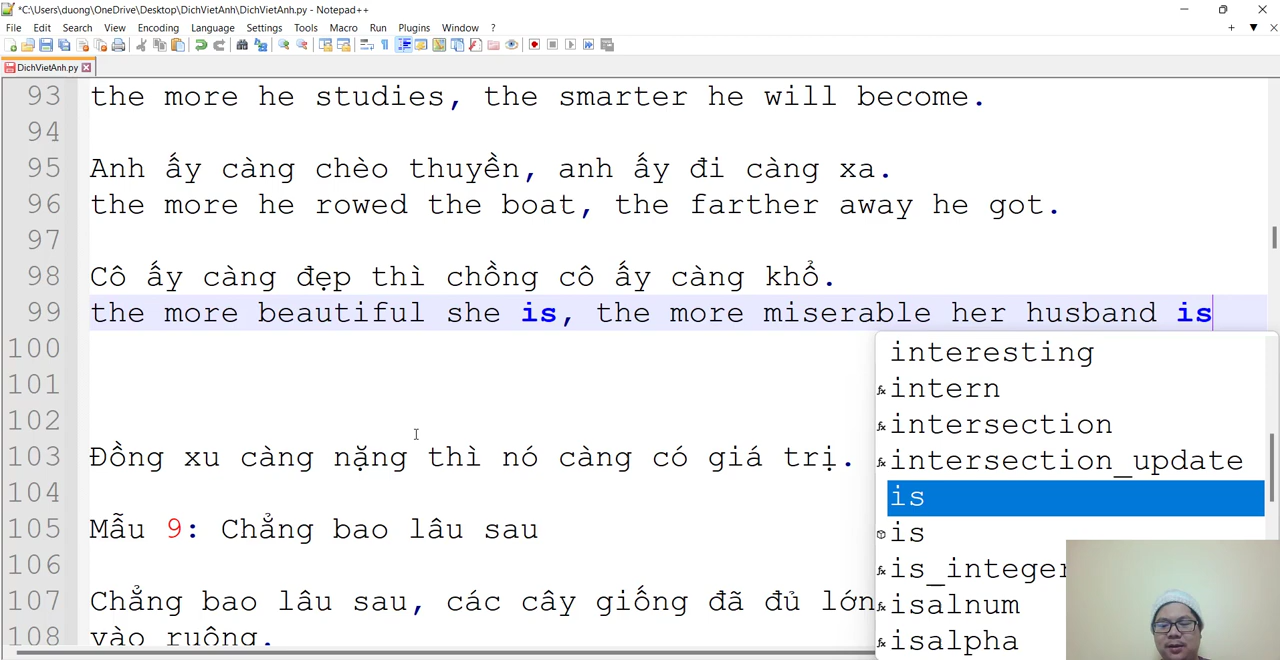 *C:\Users\duong\OneDrive\Desktop\DichVietAnh\DichVietAnh.py - Notepad++
File Edit Search View Encoding Language Settings Tools Macro Run Plugins Window ?
DichVietAnh.py
93 the more he studies, the smarter he will become.
94
95 Anh ấy càng chèo thuyền, anh ấy đi càng xa.
96 the more he rowed the boat, the farther away he got.
97
98 Cô ấy càng đẹp thì chồng cô ấy càng khổ.
99 the more beautiful she is, the more miserable her husband is
100
interesting
101
intern
102
intersection
103 Đồng xu càng nặng thì nó càng có giá trị.
intersection_update
104
is
105 Mẫu 9: Chẳng bao lâu sau
is
106
is_integer
107 Chẳng bao lâu sau, các cây giống đã đủ lớn
isalnum
108 vào ruộng.
isalpha